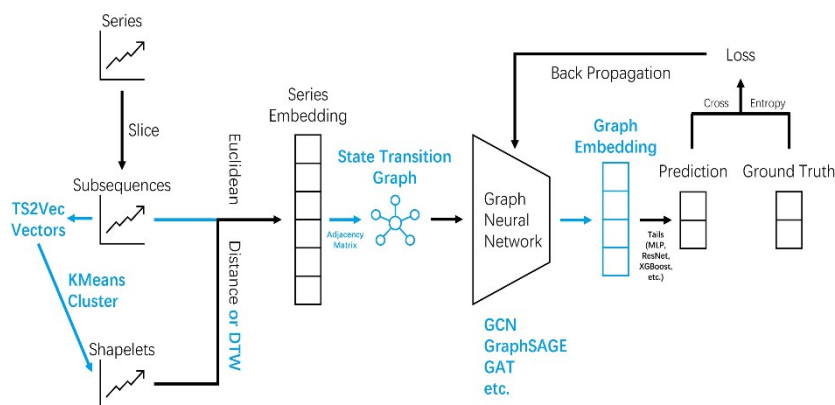 Series
Slice
Subsequences
TS2Vec
Vectors
KMeans
Cluster
Shapelets
Euclidean
Distance or DTW
Series
Embedding
State Transition
Graph
Adjacency
Matrix
Graph
Neural
Network
GCN
GraphSAGE
GAT
etc.
Back Propagation
Loss
Cross Entropy
Graph
Embedding
Tails
(MLP,
ResNet,
XGBoost,
etc.)
Prediction
Ground Truth